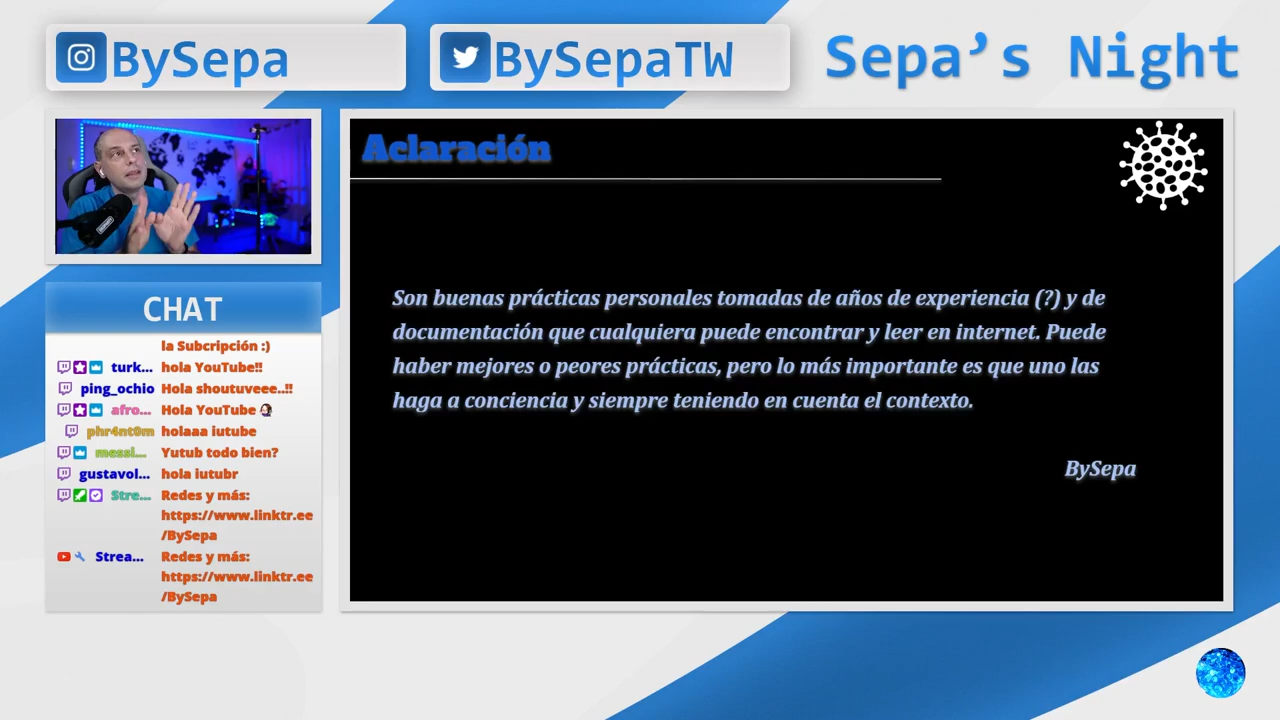 BySepa
BySepaTW
Sepa's Night
Aclaración
Son buenas prácticas personales tomadas de años de experiencia (?) y de
documentación que cualquiera puede encontrar y leer en internet. Puede
haber mejores o peores prácticas, pero lo más importante es que uno las
haga a conciencia y siempre teniendo en cuenta el contexto.
BySepa
CHAT
la Subcripción :)
turk... hola YouTube!!
ping_ochio Hola shoutuveee..!!
afro... Hola YouTube
phr4nt0m holaaa iutube
messi... Yutub todo bien?
gustavol... hola iutubr
Stre... Redes y más:
https://www.linktr.ee
/BySepa
Strea... Redes y más:
https://www.linktr.ee
/BySepa